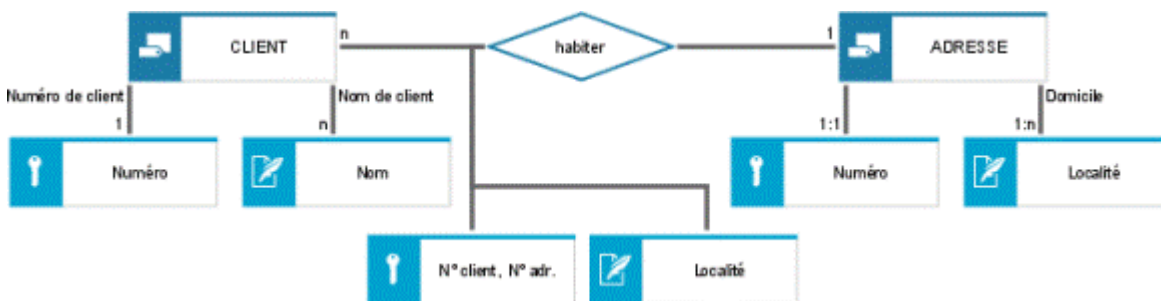 CLIENT
n
habiter
1
ADRESSE
Numéro de client
Nom de client
Domicile
1
n
1:1
1:n
Numéro
Nom
Numéro
Localité
N° client, N° adr.
Localité